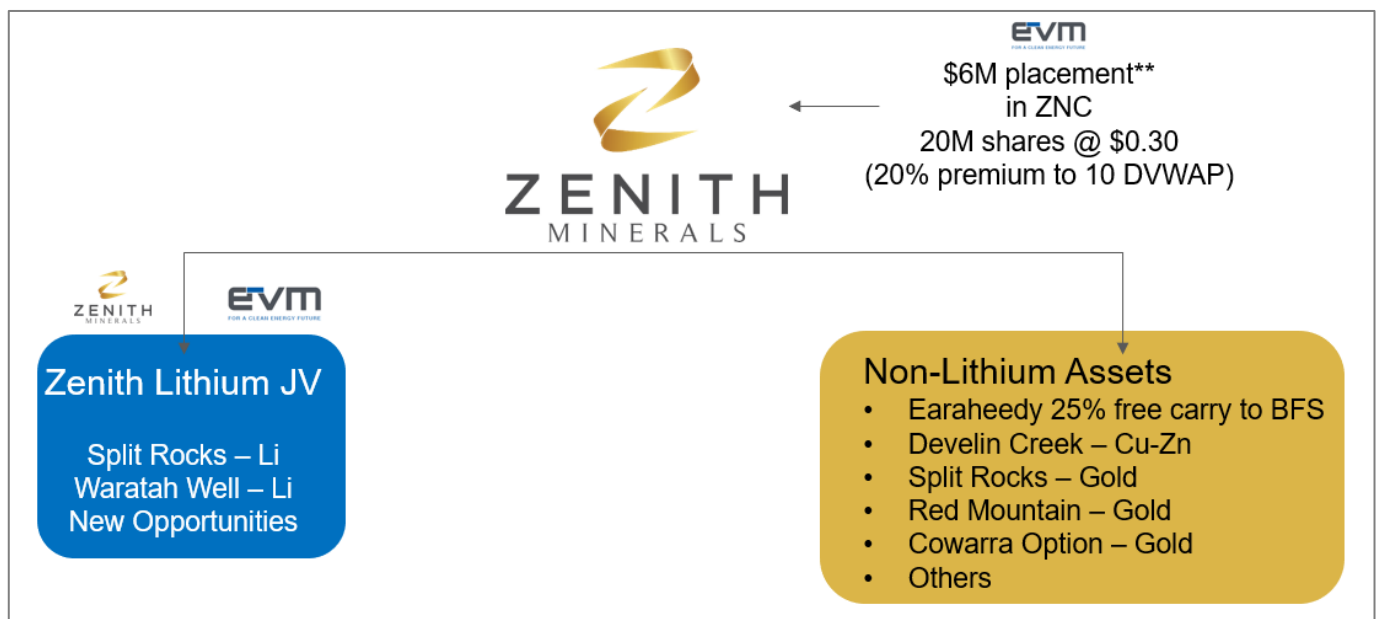 EVM
FOR A CLEAN ENERGY FUTURE
$6M placement**
in ZNC
20M shares @ $0.30
(20% premium to 10 DVWAP)
ZENITH
MINERALS
ZENITH
MINERALS
EVM
FOR A CLEAN ENERGY FUTURE
Zenith Lithium JV
Split Rocks – Li
Waratah Well – Li
New Opportunities
Non-Lithium Assets
• Earaheedy 25% free carry to BFS
• Develin Creek – Cu-Zn
• Split Rocks – Gold
• Red Mountain – Gold
• Cowarra Option – Gold
• Others